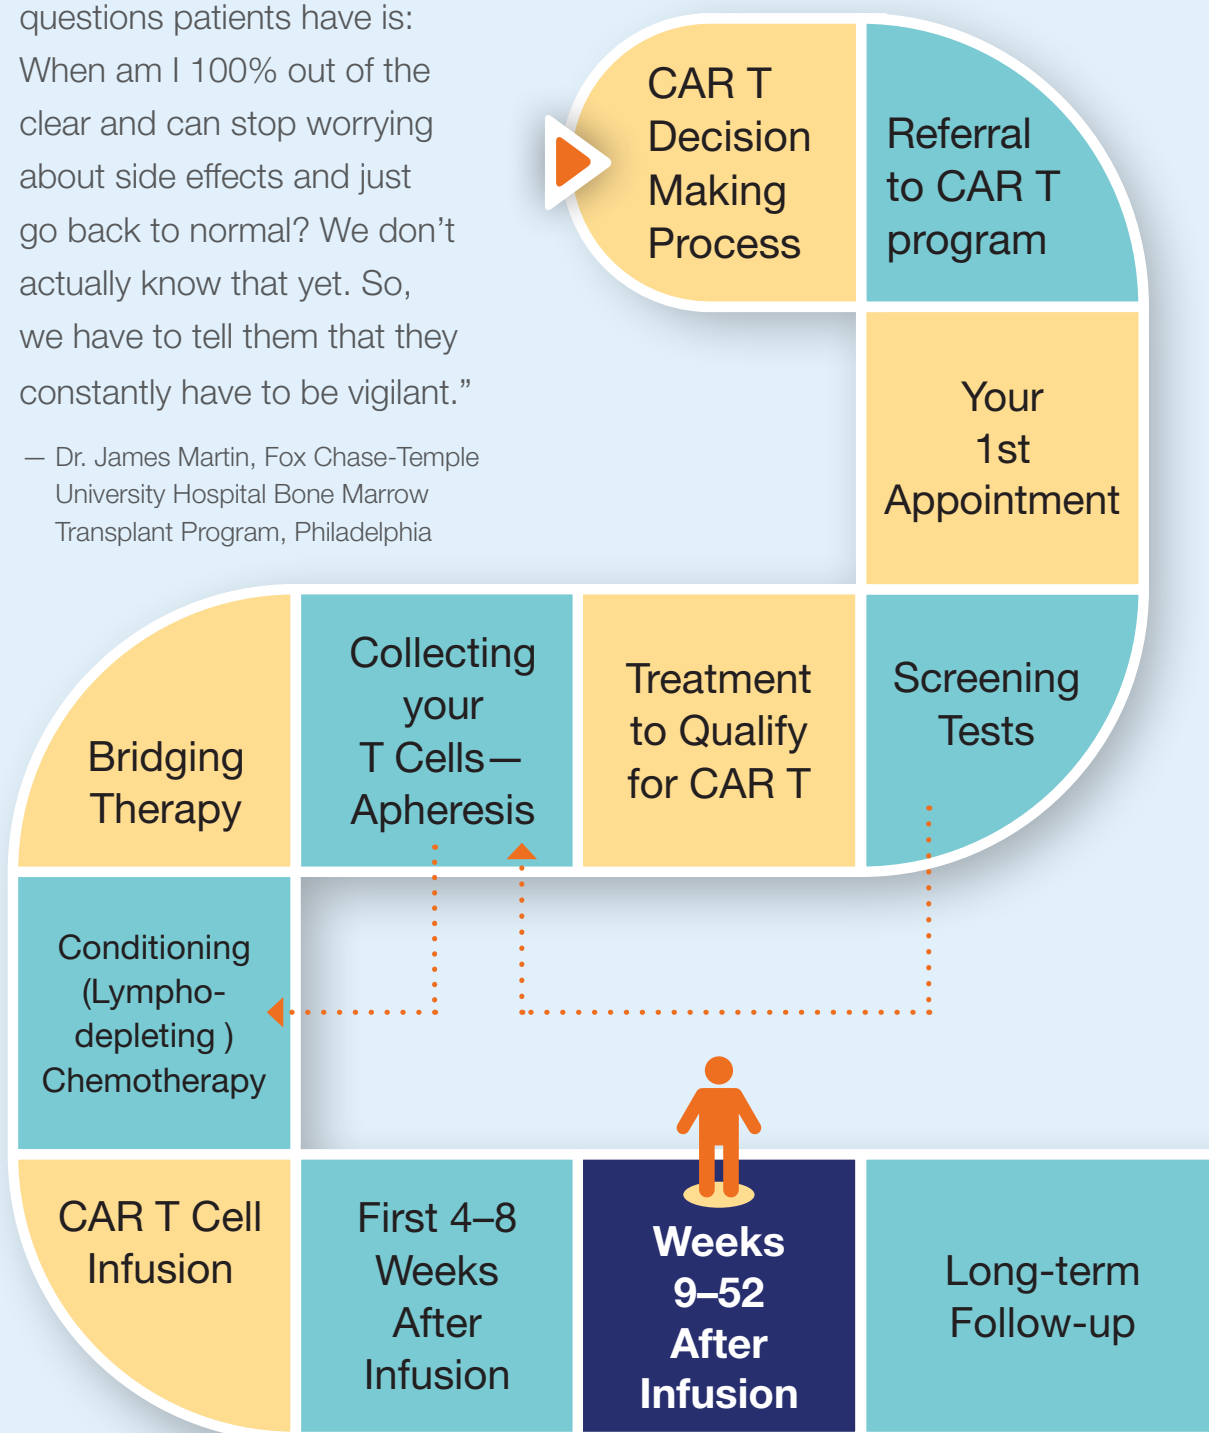 questions patients have is:
When am I 100% out of the
clear and can stop worrying
about side effects and just
go back to normal? We don’t
actually know that yet. So,
we have to tell them that they
constantly have to be vigilant.”
— Dr. James Martin, Fox Chase-Temple
University Hospital Bone Marrow
Transplant Program, Philadelphia
CAR T
Decision
Making
Process
Referral
to CAR T
program
Your
1st
Appointment
Screening
Tests
Treatment
to Qualify
for CAR T
Collecting
your
T Cells—
Apheresis
Bridging
Therapy
Conditioning
(Lympho-
depleting )
Chemotherapy
CAR T Cell
Infusion
First 4–8
Weeks
After
Infusion
Weeks
9–52
After
Infusion
Long-term
Follow-up